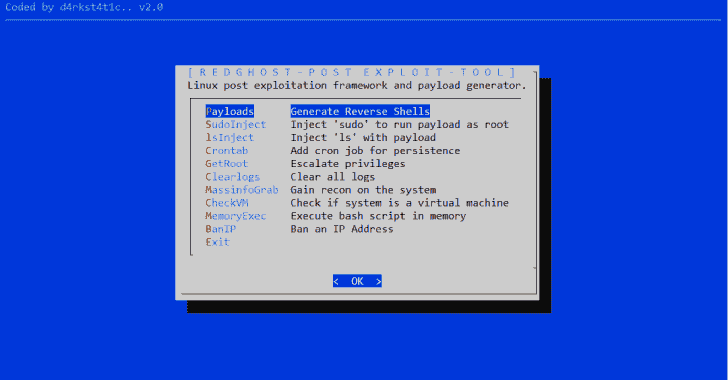 Coded by d4rkst4t1c.. v2.0
[ R E D G H O S T - P O S T  E X P L O I T - T O O L ]
Linux post exploitation framework and payload generator.
Payloads Generate Reverse Shells
SudoInject Inject 'sudo' to run payload as root
lsInject Inject 'ls' with payload
Crontab Add cron job for persistence
GetRoot Escalate privileges
Clearlogs Clear all logs
MassinfoGrab Gain recon on the system
CheckVM Check if system is a virtual machine
MemoryExec Execute bash script in memory
BanIP Ban an IP Address
Exit
< OK >